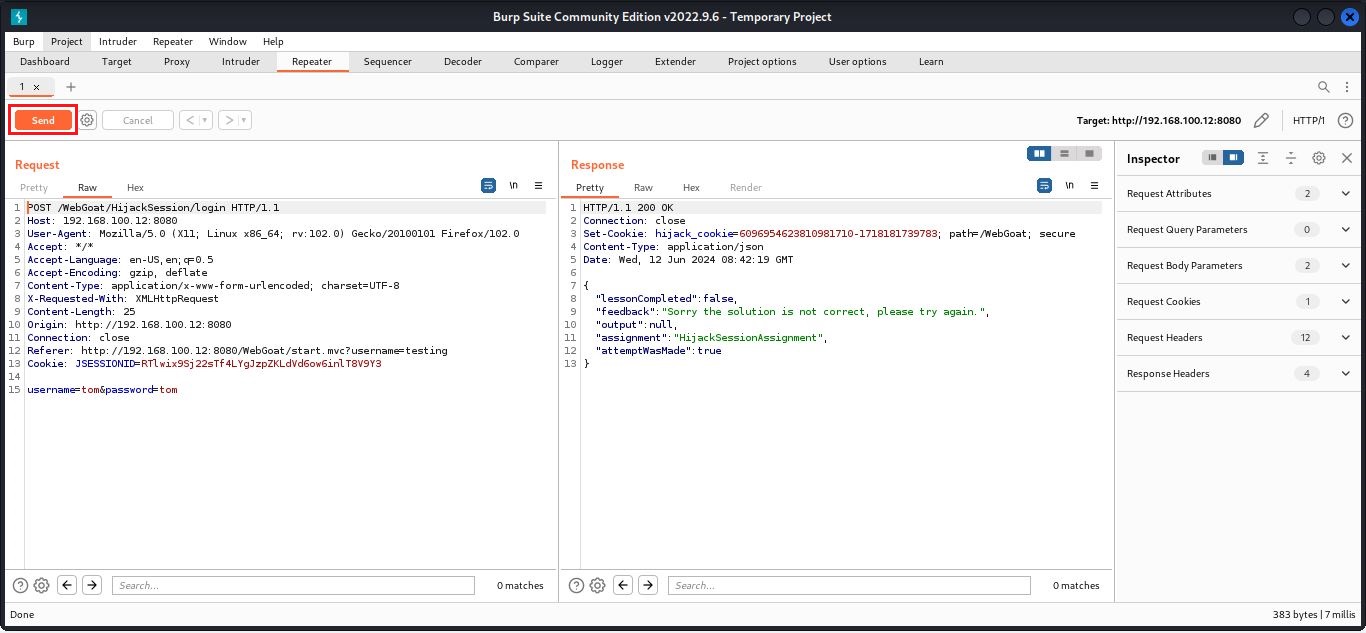 Burp Suite Community Edition v2022.9.6 - Temporary Project
Burp Project Intruder Repeater Window Help
Dashboard Target Proxy Intruder Repeater Sequencer Decoder Comparer Logger Extender Project options User options Learn
1 × +
Send Cancel < > Target: http://192.168.100.12:8080 HTTP/1 ?
Request
Pretty Raw Hex \n
1 POST /WebGoat/HijackSession/login HTTP/1.1
2 Host: 192.168.100.12:8080
3 User-Agent: Mozilla/5.0 (X11; Linux x86_64; rv:102.0) Gecko/20100101 Firefox/102.0
4 Accept: */*
5 Accept-Language: en-US,en;q=0.5
6 Accept-Encoding: gzip, deflate
7 Content-Type: application/x-www-form-urlencoded; charset=UTF-8
8 X-Requested-With: XMLHttpRequest
9 Content-Length: 25
10 Origin: http://192.168.100.12:8080
11 Connection: close
12 Referer: http://192.168.100.12:8080/WebGoat/start.mvc?username=testing
13 Cookie: JSESSIONID=RTlwix9Sj22sTf4LYgJzpZKLdVd6ow6inlT8V9Y3
14
15 username=tom&password=tom
Search... 0 matches
Response
Pretty Raw Hex Render \n
1 HTTP/1.1 200 OK
2 Connection: close
3 Set-Cookie: hijack_cookie=6096954623810981710-1718181739783; path=/WebGoat; secure
4 Content-Type: application/json
5 Date: Wed, 12 Jun 2024 08:42:19 GMT
6
7 {
8 "lessonCompleted":false,
9 "feedback":"Sorry the solution is not correct, please try again.",
10 "output":null,
11 "assignment":"HijackSessionAssignment",
12 "attemptWasMade":true
13 }
Search... 0 matches
Inspector
Request Attributes 2
Request Query Parameters 0
Request Body Parameters 2
Request Cookies 1
Request Headers 12
Response Headers 4
Done 383 bytes | 7 millis